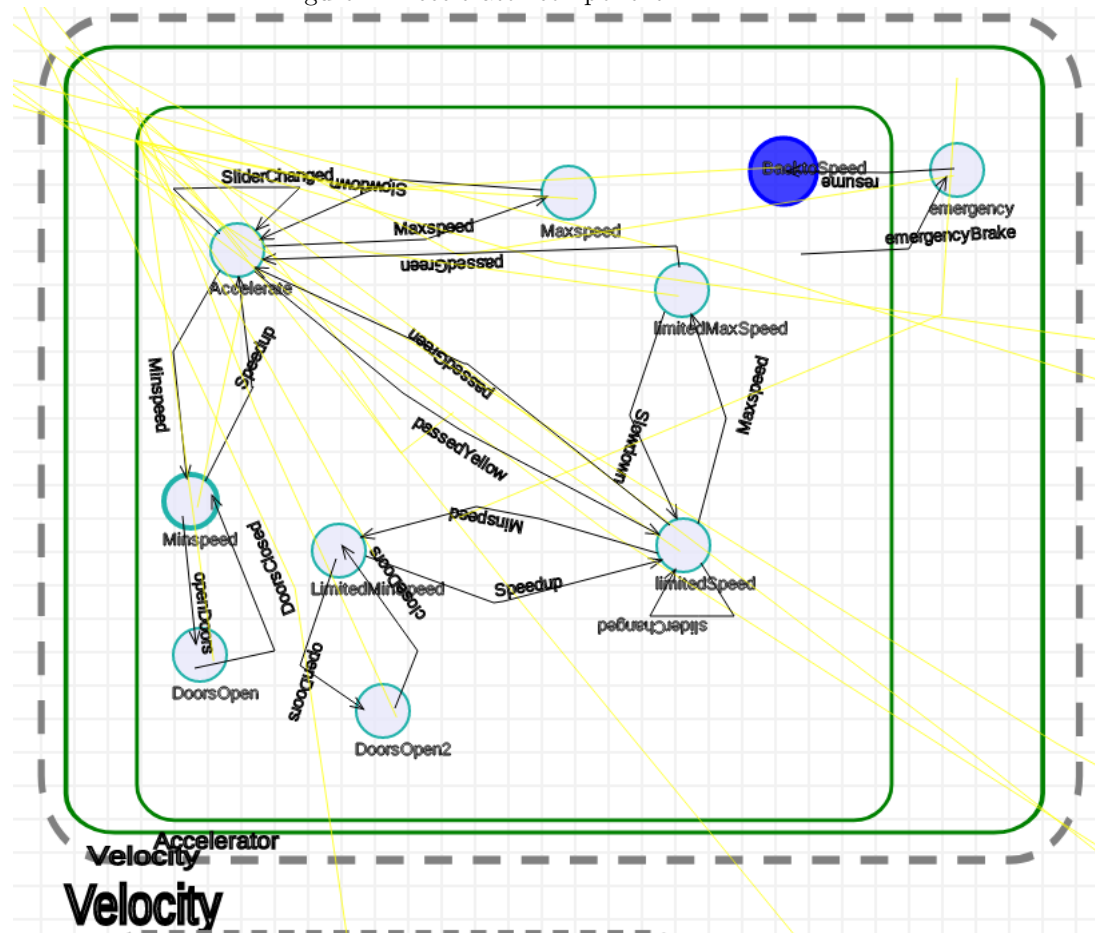 SliderChanged
Slowdown
BacktoSpeed
resume
emergency
Maxspeed
Maxspeed
emergencyBrake
passedGreen
Accelerate
limitedMaxSpeed
Minspeed
Speedup
passedGreen
Maxspeed
passedYellow
Slowdown
Minspeed
Minspeed
DoorsClosed
LimitedMinSpeed
closeDoors
Speedup
limitedSpeed
openDoors
sliderChanged
DoorsOpen
openDoors
DoorsOpen2
Accelerator
Velocity
Velocity